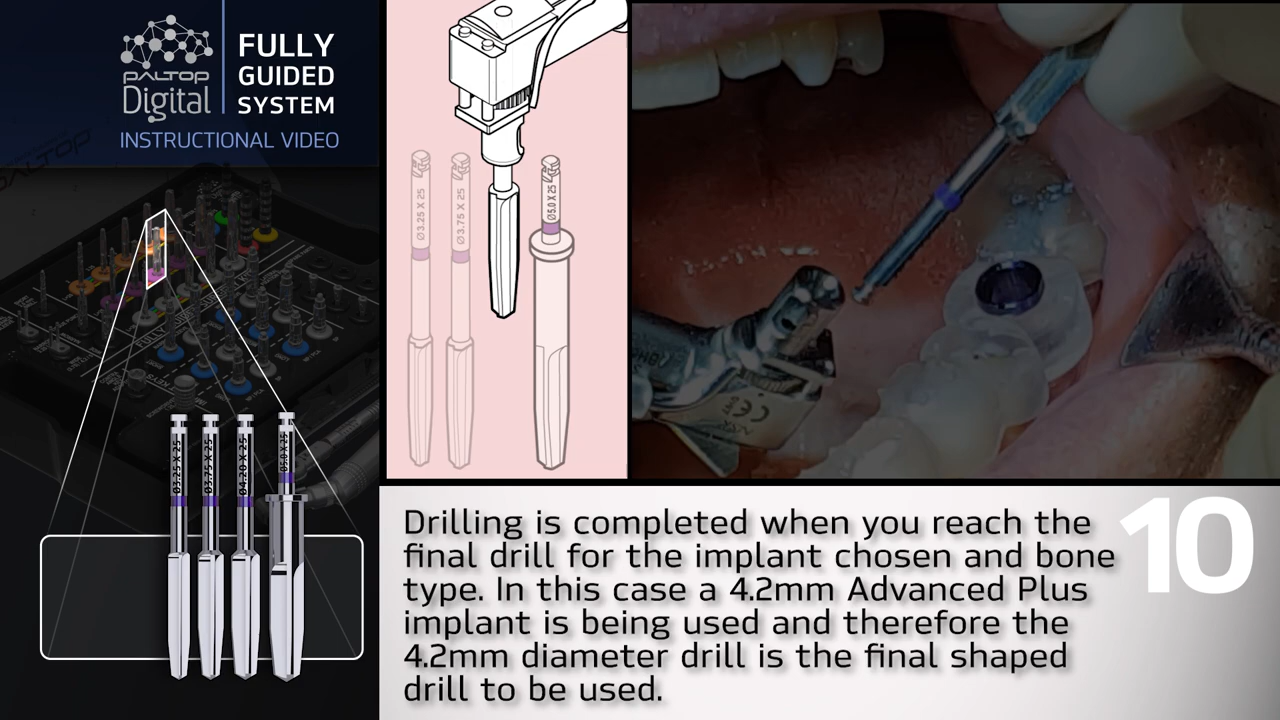 PALTOP
Digital
FULLY
GUIDED
SYSTEM
INSTRUCTIONAL VIDEO
Ø3.25 X 25
Ø3.75 X 25
Ø5.0 X 25
Ø3.25 X 25
Ø3.75 X 25
Ø4.20 X 25
Ø5.0 X 25
10
Drilling is completed when you reach the
final drill for the implant chosen and bone
type. In this case a 4.2mm Advanced Plus
implant is being used and therefore the
4.2mm diameter drill is the final shaped
drill to be used.